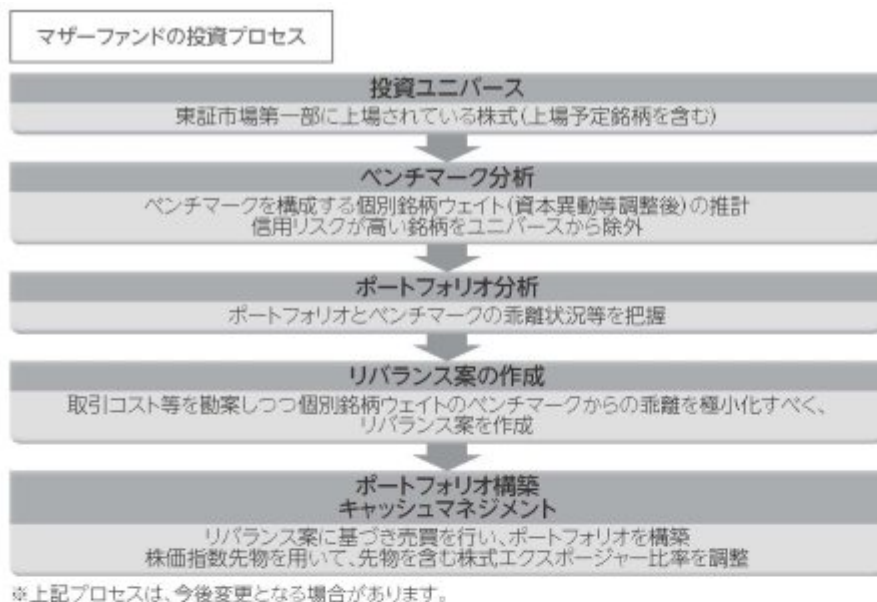 マザーファンドの投資プロセス
投資ユニバース
東証市場第一部に上場されている株式(上場予定銘柄を含む)
ベンチマーク分析
ベンチマークを構成する個別銘柄ウェイト(資本異動等調整後)の推計
信用リスクが高い銘柄をユニバースから除外
ポートフォリオ分析
ポートフォリオとベンチマークの乖離状況等を把握
リバランス案の作成
取引コスト等を勘案しつつ個別銘柄ウェイトのベンチマークからの乖離を極小化すべく、
リバランス案を作成
ポートフォリオ構築
キャッシュマネジメント
リバランス案に基づき売買を行い、ポートフォリオを構築
株価指数先物を用いて、先物を含む株式エクスポージャー比率を調整
※上記プロセスは、今後変更となる場合があります。